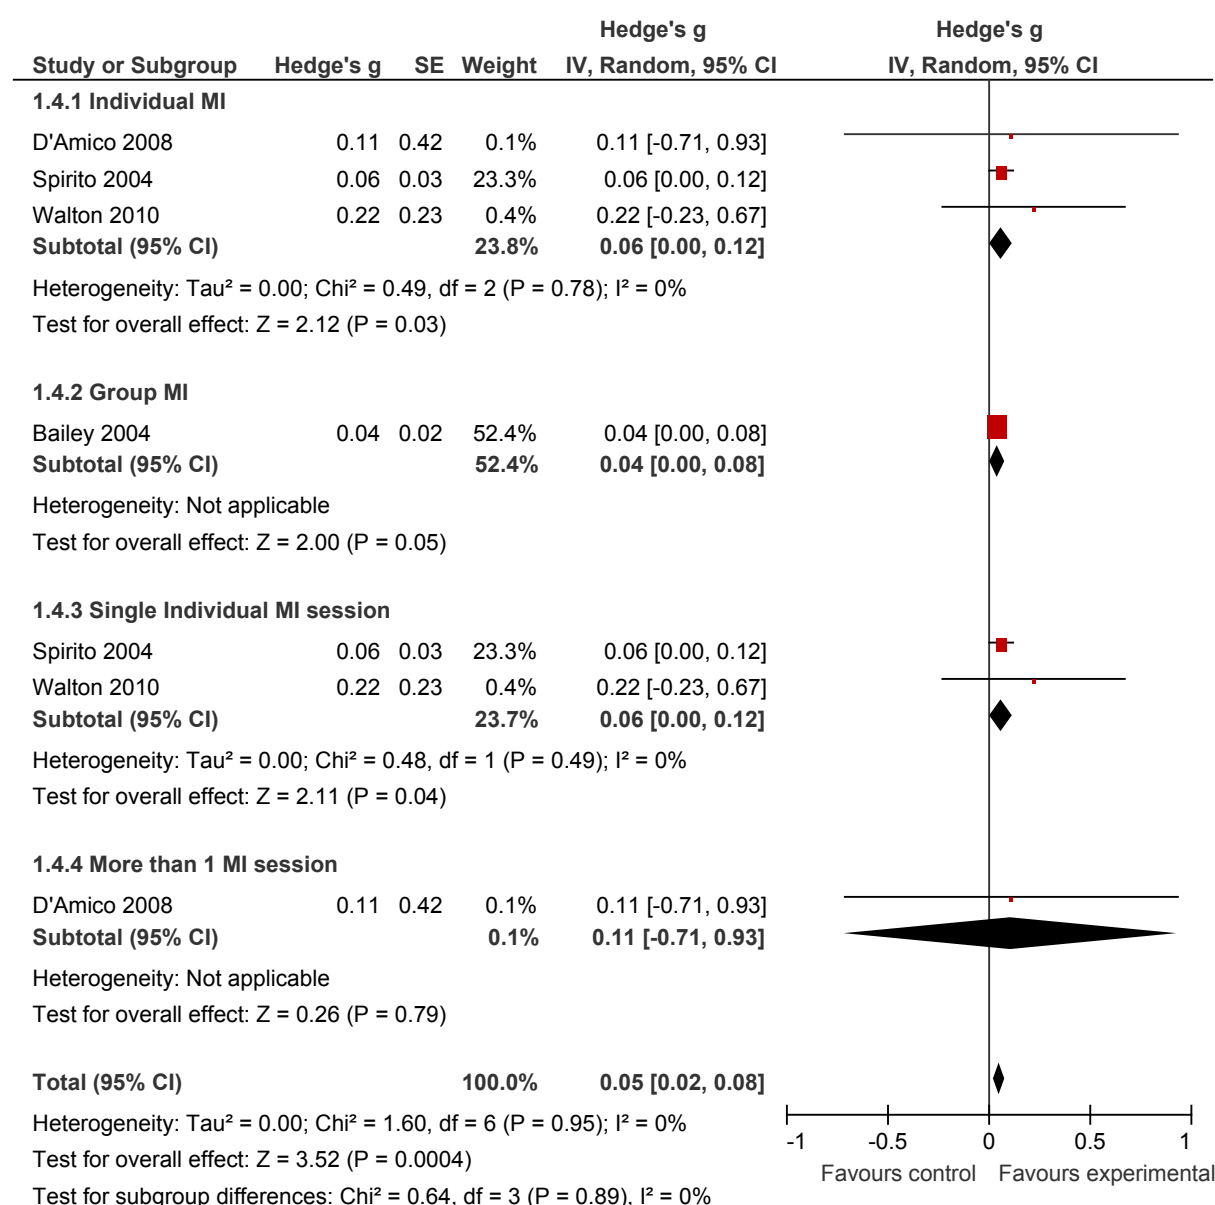 Hedge's g Hedge's g
Study or Subgroup Hedge's g SE Weight IV, Random, 95% CI IV, Random, 95% CI
1.4.1 Individual MI
D'Amico 2008 0.11 0.42 0.1% 0.11 [-0.71, 0.93]
Spirito 2004 0.06 0.03 23.3% 0.06 [0.00, 0.12]
Walton 2010 0.22 0.23 0.4% 0.22 [-0.23, 0.67]
Subtotal (95% CI) 23.8% 0.06 [0.00, 0.12]
Heterogeneity: Tau² = 0.00; Chi² = 0.49, df = 2 (P = 0.78); I² = 0%
Test for overall effect: Z = 2.12 (P = 0.03)
1.4.2 Group MI
Bailey 2004 0.04 0.02 52.4% 0.04 [0.00, 0.08]
Subtotal (95% CI) 52.4% 0.04 [0.00, 0.08]
Heterogeneity: Not applicable
Test for overall effect: Z = 2.00 (P = 0.05)
1.4.3 Single Individual MI session
Spirito 2004 0.06 0.03 23.3% 0.06 [0.00, 0.12]
Walton 2010 0.22 0.23 0.4% 0.22 [-0.23, 0.67]
Subtotal (95% CI) 23.7% 0.06 [0.00, 0.12]
Heterogeneity: Tau² = 0.00; Chi² = 0.48, df = 1 (P = 0.49); I² = 0%
Test for overall effect: Z = 2.11 (P = 0.04)
1.4.4 More than 1 MI session
D'Amico 2008 0.11 0.42 0.1% 0.11 [-0.71, 0.93]
Subtotal (95% CI) 0.1% 0.11 [-0.71, 0.93]
Heterogeneity: Not applicable
Test for overall effect: Z = 0.26 (P = 0.79)
Total (95% CI) 100.0% 0.05 [0.02, 0.08]
Heterogeneity: Tau² = 0.00; Chi² = 1.60, df = 6 (P = 0.95); I² = 0%
Test for overall effect: Z = 3.52 (P = 0.0004)
Test for subgroup differences: Chi² = 0.64, df = 3 (P = 0.89), I² = 0%
-1 -0.5 0 0.5 1
Favours control Favours experimental